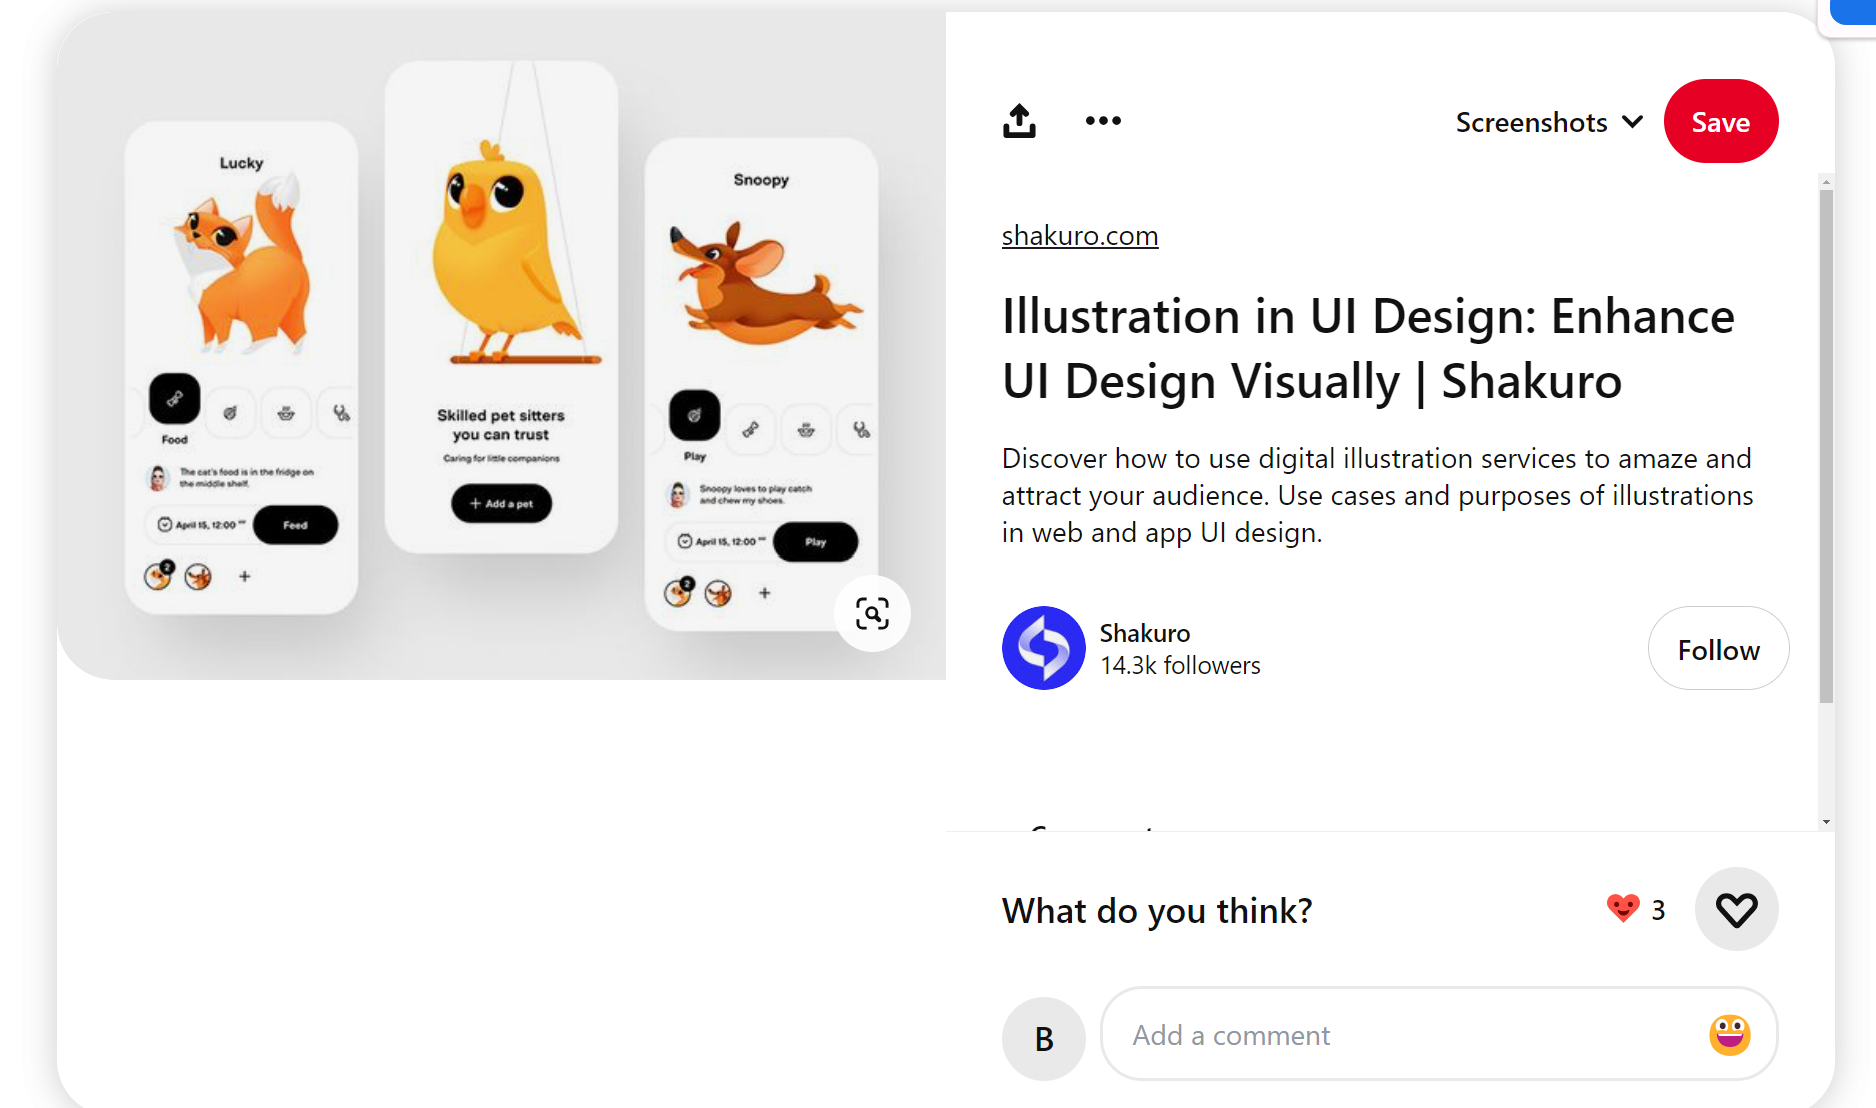 Lucky
Food
The cat's food is in the fridge on
the middle shelf.
April 15, 12:00
Feed
2
+
Skilled pet sitters
you can trust
Caring for little companions
+ Add a pet
Snoopy
Play
Snoopy loves to play catch
and chew my shoes.
April 15, 12:00
Play
2
+
Screenshots
Save
shakuro.com
Illustration in UI Design: Enhance
UI Design Visually | Shakuro
Discover how to use digital illustration services to amaze and
attract your audience. Use cases and purposes of illustrations
in web and app UI design.
Shakuro
14.3k followers
Follow
What do you think?
3
B
Add a comment